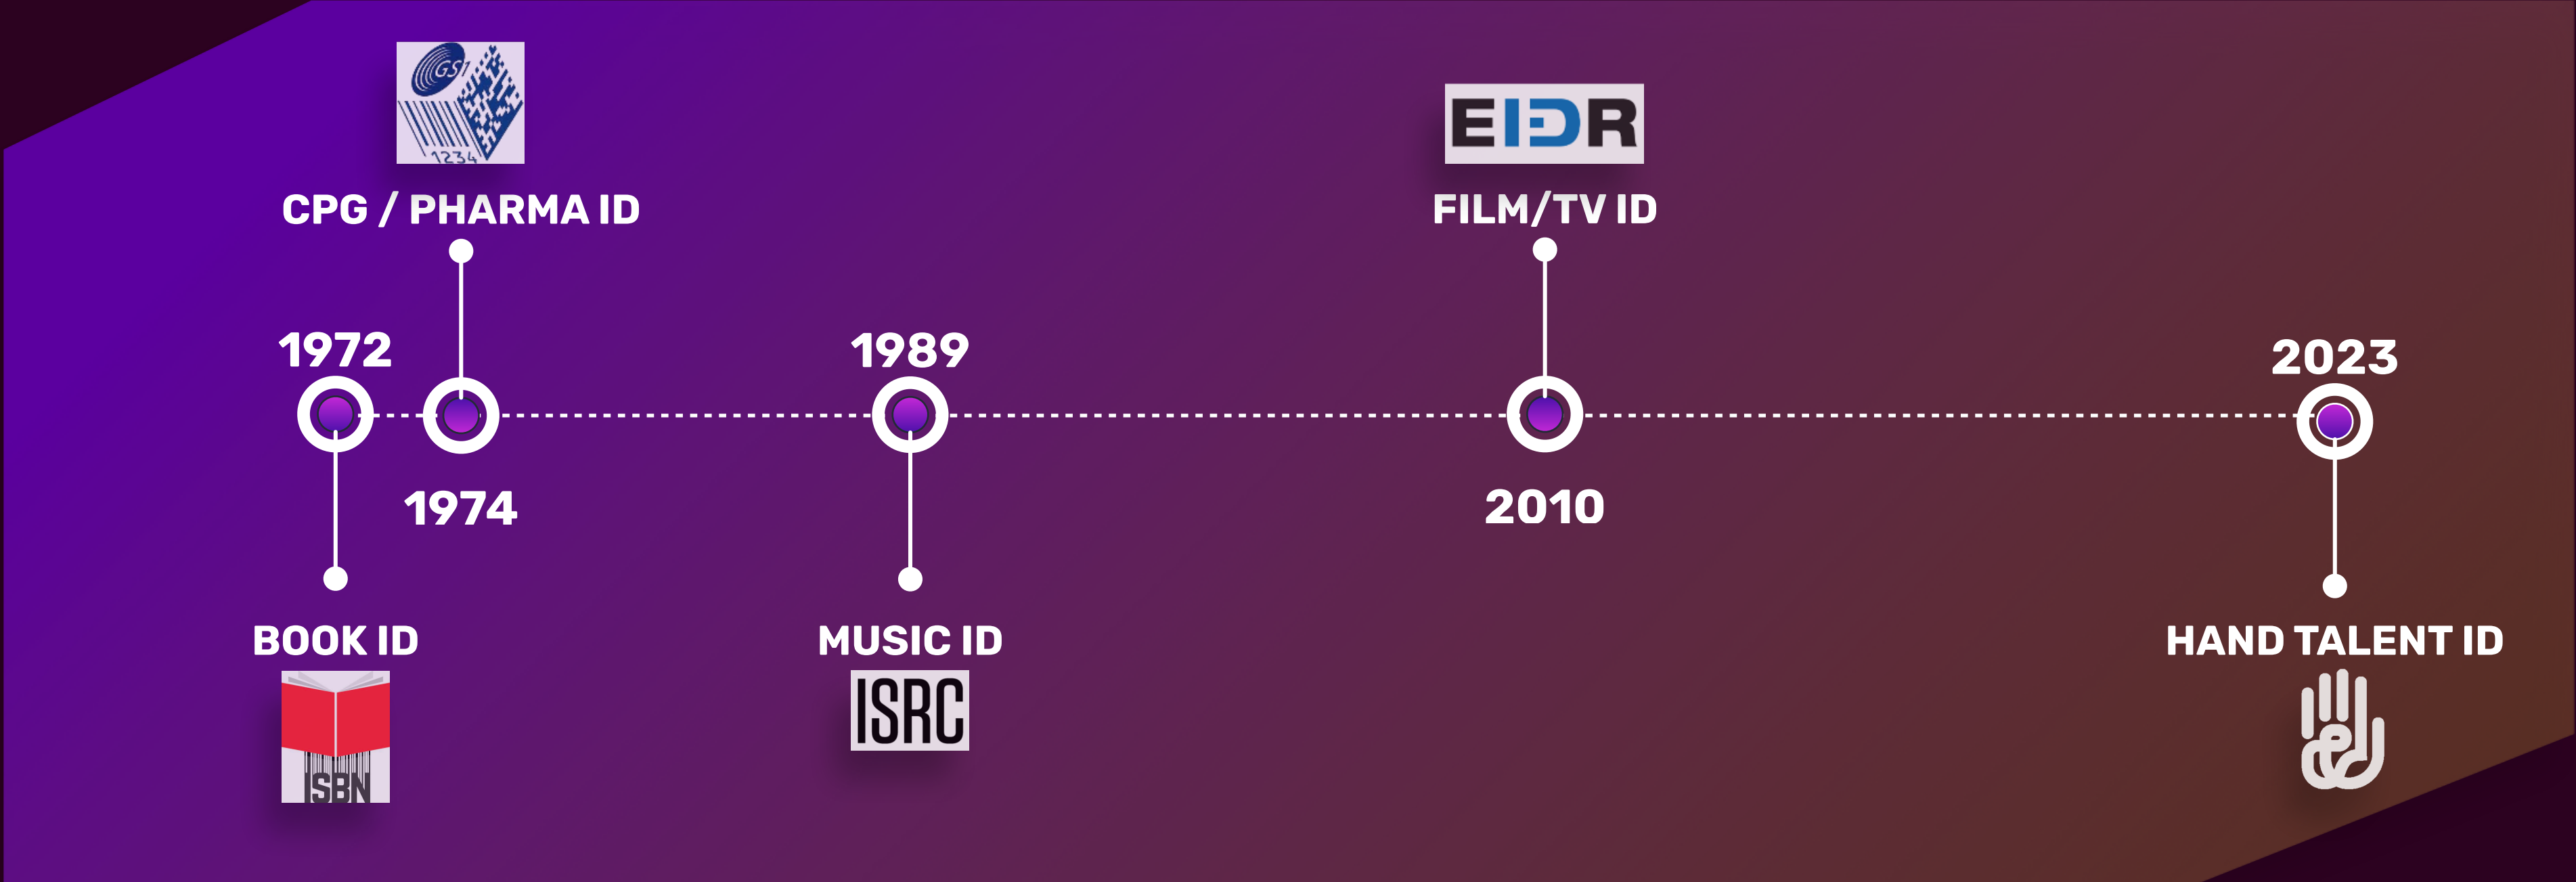 GS1
1234
CPG / PHARMA ID
EIDR
FILM/TV ID
1972
1974
1989
2010
2023
BOOK ID
ISBN
MUSIC ID
ISRC
HAND TALENT ID